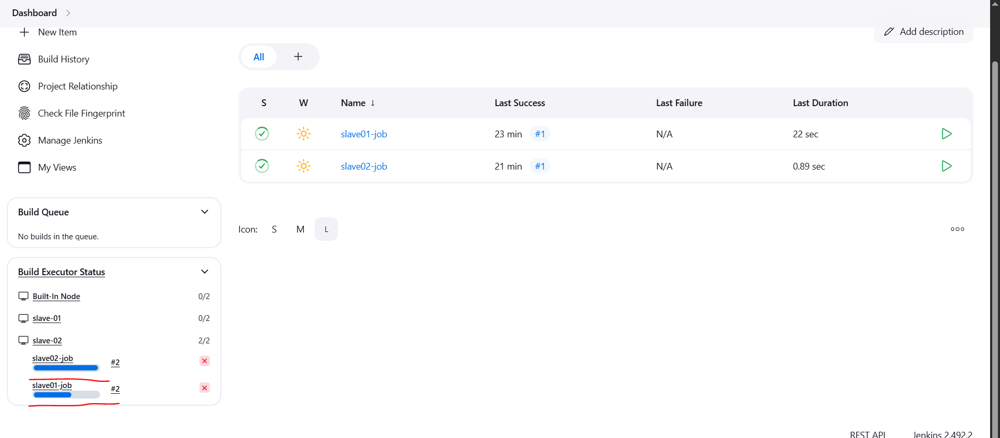 Dashboard
New Item
Add description
Build History
Project Relationship
Check File Fingerprint
Manage Jenkins
My Views
All
S W Name ↓ Last Success Last Failure Last Duration
slave01-job 23 min #1 N/A 22 sec
slave02-job 21 min #1 N/A 0.89 sec
Icon: S M L
Build Queue
No builds in the queue.
Build Executor Status
Built-In Node 0/2
slave-01 0/2
slave-02 2/2
slave02-job #2
slave01-job #2
REST API Jenkins 2.492.2